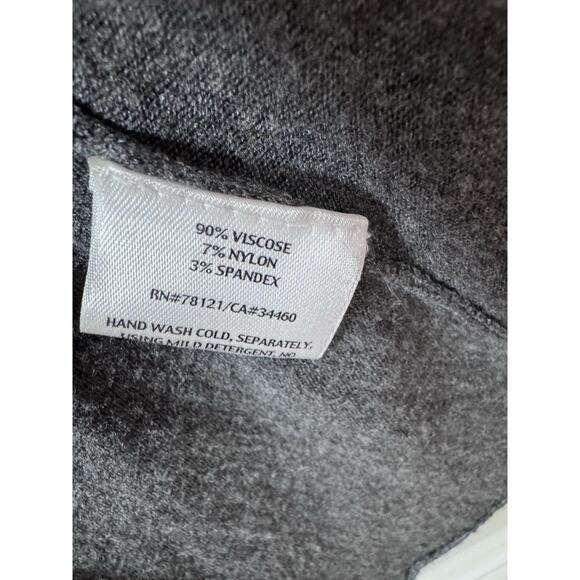 90% VISCOSE
7% NYLON
3% SPANDEX
RN#78121/CA#34460
HAND WASH COLD, SEPARATELY,
USING MILD DETERGENT, NO